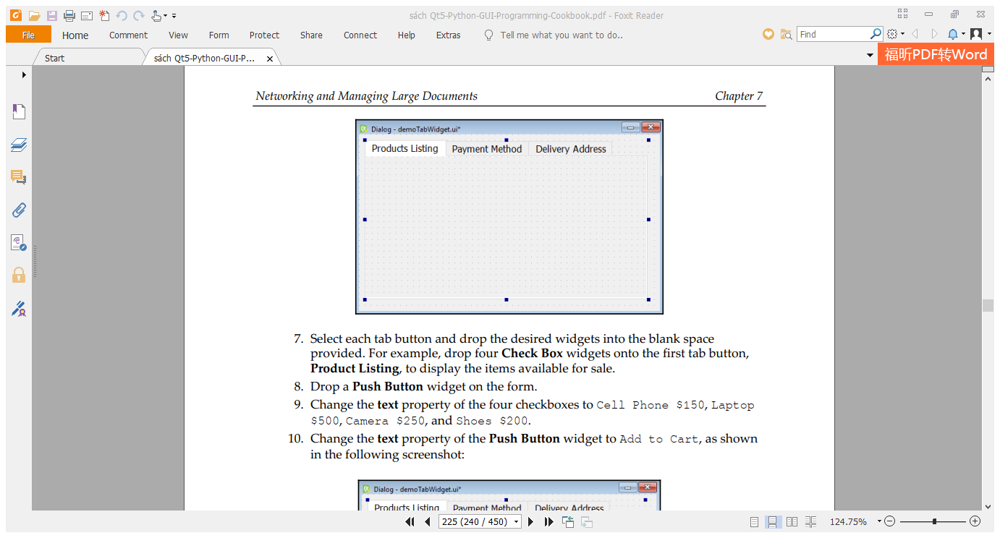 sách Qt5-Python-GUI-Programming-Cookbook.pdf - Foxit Reader
File Home Comment View Form Protect Share Connect Help Extras Tell me what you want to do.. Find
Start sách Qt5-Python-GUI-P... 福昕PDF转Word
Networking and Managing Large Documents Chapter 7
Dialog - demoTabWidget.ui*
Products Listing Payment Method Delivery Address
7. Select each tab button and drop the desired widgets into the blank space
provided. For example, drop four Check Box widgets onto the first tab button,
Product Listing, to display the items available for sale.
8. Drop a Push Button widget on the form.
9. Change the text property of the four checkboxes to Cell Phone $150, Laptop
$500, Camera $250, and Shoes $200.
10. Change the text property of the Push Button widget to Add to Cart, as shown
in the following screenshot:
Dialog - demoTabWidget.ui*
Products Listing Payment Method Delivery Address
225 (240 / 450) 124.75%